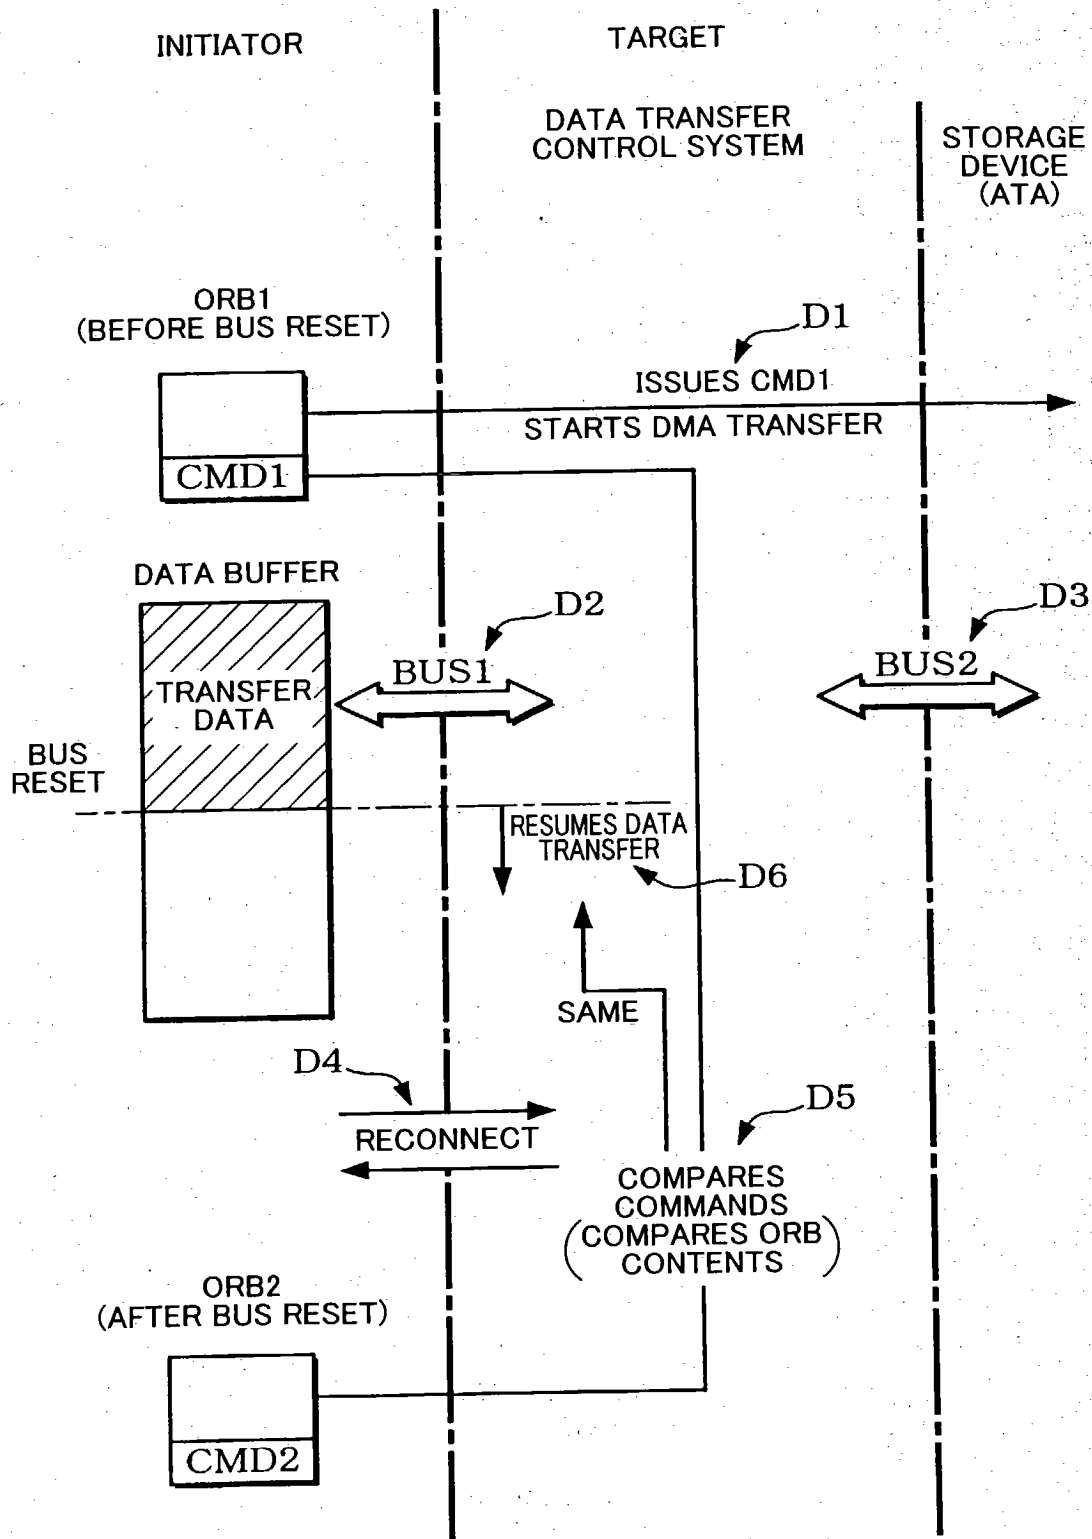 INITIATOR
TARGET
DATA TRANSFER
CONTROL SYSTEM
STORAGE
DEVICE
(ATA)
ORB1
(BEFORE BUS RESET)
D1
ISSUES CMD1
STARTS DMA TRANSFER
CMD1
DATA BUFFER
D2
D3
BUS1
BUS2
TRANSFER
DATA
BUS
RESET
RESUMES DATA
TRANSFER
D6
SAME
D4
RECONNECT
D5
COMPARES
COMMANDS
(COMPARES ORB
CONTENTS)
ORB2
(AFTER BUS RESET)
CMD2